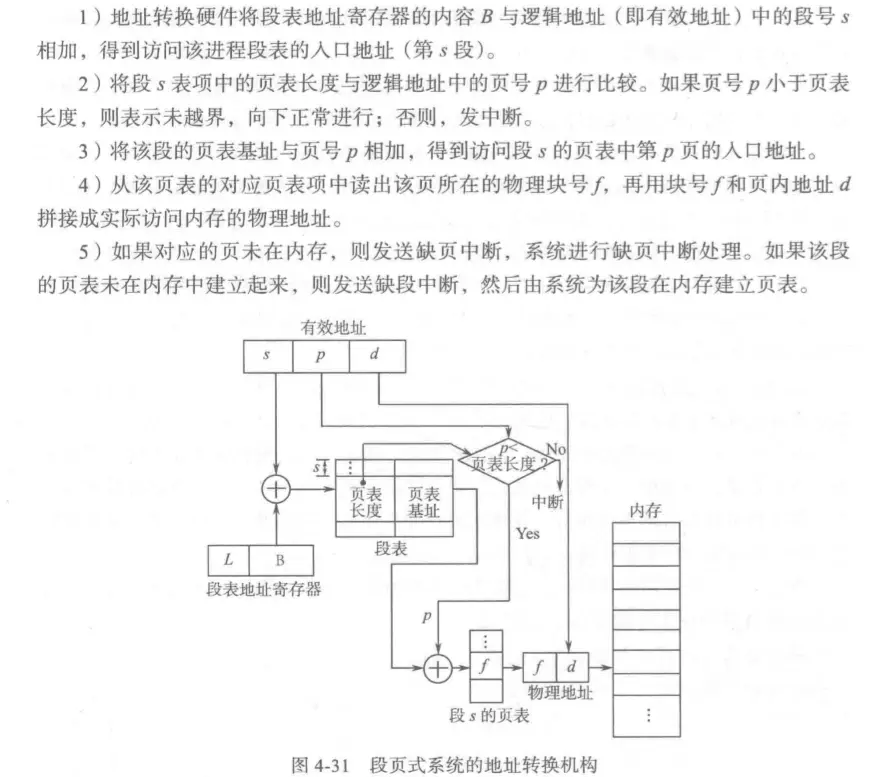 1）地址转换硬件将段表地址寄存器的内容 B 与逻辑地址（即有效地址）中的段号 s
相加，得到访问该进程段表的入口地址（第 s 段）。
2）将段 s 表项中的页表长度与逻辑地址中的页号 p 进行比较。如果页号 p 小于页表
长度，则表示未越界，向下正常进行；否则，发中断。
3）将该段的页表基址与页号 p 相加，得到访问段 s 的页表中第 p 页的入口地址。
4）从该页表的对应页表项中读出该页所在的物理块号 f，再用块号 f 和页内地址 d
拼接成实际访问内存的物理地址。
5）如果对应的页未在内存，则发送缺页中断，系统进行缺页中断处理。如果该段
的页表未在内存中建立起来，则发送缺段中断，然后由系统为该段在内存建立页表。
有效地址
s p d
p<
页表长度？
No
中断
s
⋮
页表
长度
页表
基址
段表
Yes
内存
L B
段表地址寄存器
p
⋮
f
段 s 的页表
f d
物理地址
⋮
图 4-31 段页式系统的地址转换机构